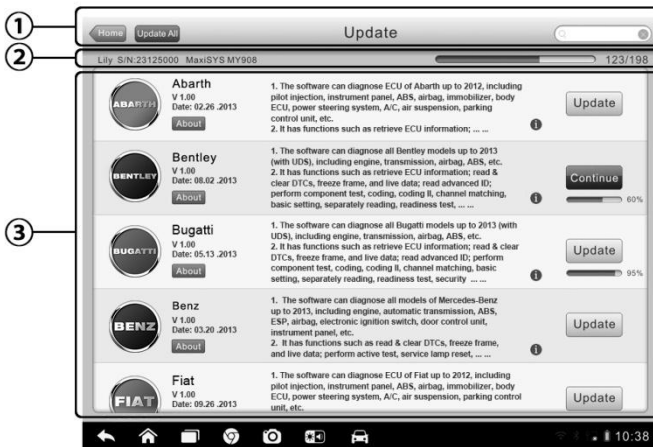 ① Home Update All Update
② Lily S/N:23125000 MaxiSYS MY908 123/198
③
ABARTH
Abarth
V 1.00
Date: 02.26 .2013
About
1. The software can diagnose ECU of Abarth up to 2012, including
pilot injection, instrument panel, ABS, airbag, immobilizer, body
ECU, power steering system, A/C, air suspension, parking
control unit, etc.
2. It has functions such as retrieve ECU information; ... ...
Update
BENTLEY
Bentley
V 1.00
Date: 08.02 .2013
About
1. The software can diagnose all Bentley models up to 2013
(with UDS), including engine, transmission, airbag, ABS, etc.
2. It has functions such as retrieve ECU information; read &
clear DTCs, freeze frame, and live data; read advanced ID;
perform component test, coding, coding II, channel matching,
basic setting, separately reading, readiness test, ... ...
Continue
60%
BUGATTI
Bugatti
V 1.00
Date: 05.13 .2013
About
1. The software can diagnose all Bugatti models up to 2013 (with
UDS), including engine, transmission, airbag, ABS, etc.
2. It has functions such as retrieve ECU information; read & clear
DTCs, freeze frame, and live data; read advanced ID; perform
component test, coding, coding II, channel matching, basic
setting, separately reading, readiness test, security ... ...
Update
95%
BENZ
Benz
V 1.00
Date: 03.20 .2013
About
1. The software can diagnose all models of Mercedes-Benz
up to 2013, including engine, automatic transmission, ABS,
ESP, airbag, electronic ignition switch, door control unit,
instrument panel, etc.
2. It has functions such as read & clear DTCs, freeze frame,
and live data; perform active test, service lamp reset, ... ...
Update
FIAT
Fiat
V 1.00
Date: 09.26 .2013
1. The software can diagnose ECU of Fiat up to 2012, including
pilot injection, instrument panel, ABS, airbag, immobilizer, body
ECU, power steering system, A/C, air suspension, parking control
unit, etc.
Update
10:38